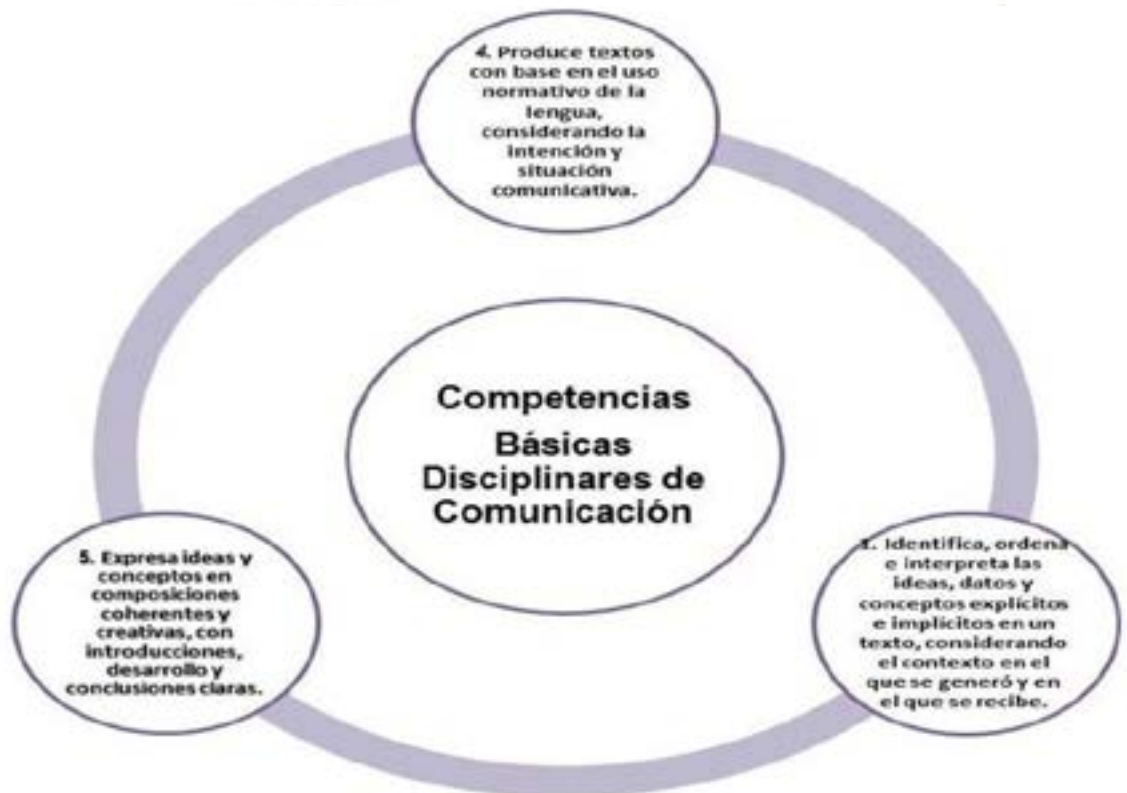 4. Produce textos
con base en el uso
normativo de la
lengua,
considerando la
intención y
situación
comunicativa.
Competencias
Básicas
Disciplinares de
Comunicación
5. Expresa ideas y
conceptos en
composiciones
coherentes y
creativas, con
introducciones,
desarrollo y
conclusiones claras.
1. Identifica, ordena
e interpreta las
ideas, datos y
conceptos explícitos
e implícitos en un
texto, considerando
el contexto en el
que se generó y en
el que se recibe.